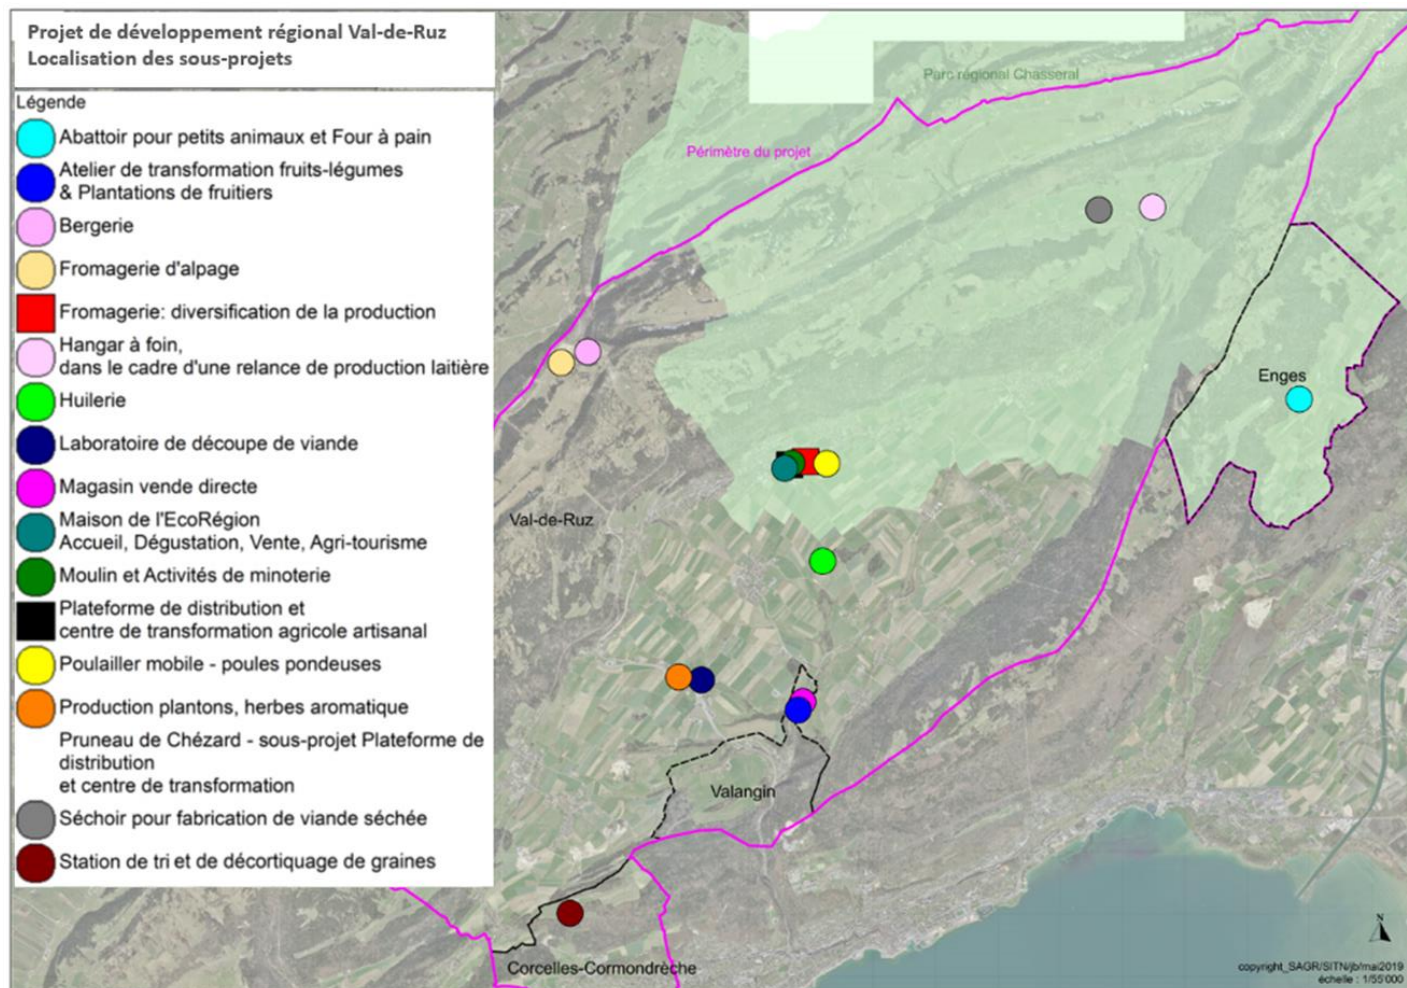 Projet de développement régional Val-de-Ruz
Localisation des sous-projets
Légende
Abattoir pour petits animaux et Four à pain
Atelier de transformation fruits-légumes
& Plantations de fruitiers
Bergerie
Fromagerie d'alpage
Fromagerie: diversification de la production
Hangar à foin,
dans le cadre d'une relance de production laitière
Huilerie
Laboratoire de découpe de viande
Magasin vende directe
Maison de l'EcoRégion
Accueil, Dégustation, Vente, Agri-tourisme
Moulin et Activités de minoterie
Plateforme de distribution et
centre de transformation agricole artisanal
Poulailler mobile - poules pondeuses
Production plantons, herbes aromatique
Pruneau de Chézard - sous-projet Plateforme de
distribution
et centre de transformation
Séchoir pour fabrication de viande séchée
Station de tri et de décortiquage de graines
Parc régional Chasseral
Périmètre du projet
Enges
Val-de-Ruz
Valangin
Corcelles-Cormondrèche
N
copyright_SAGR/SITN/jb/mai2019
échelle : 1/55'000